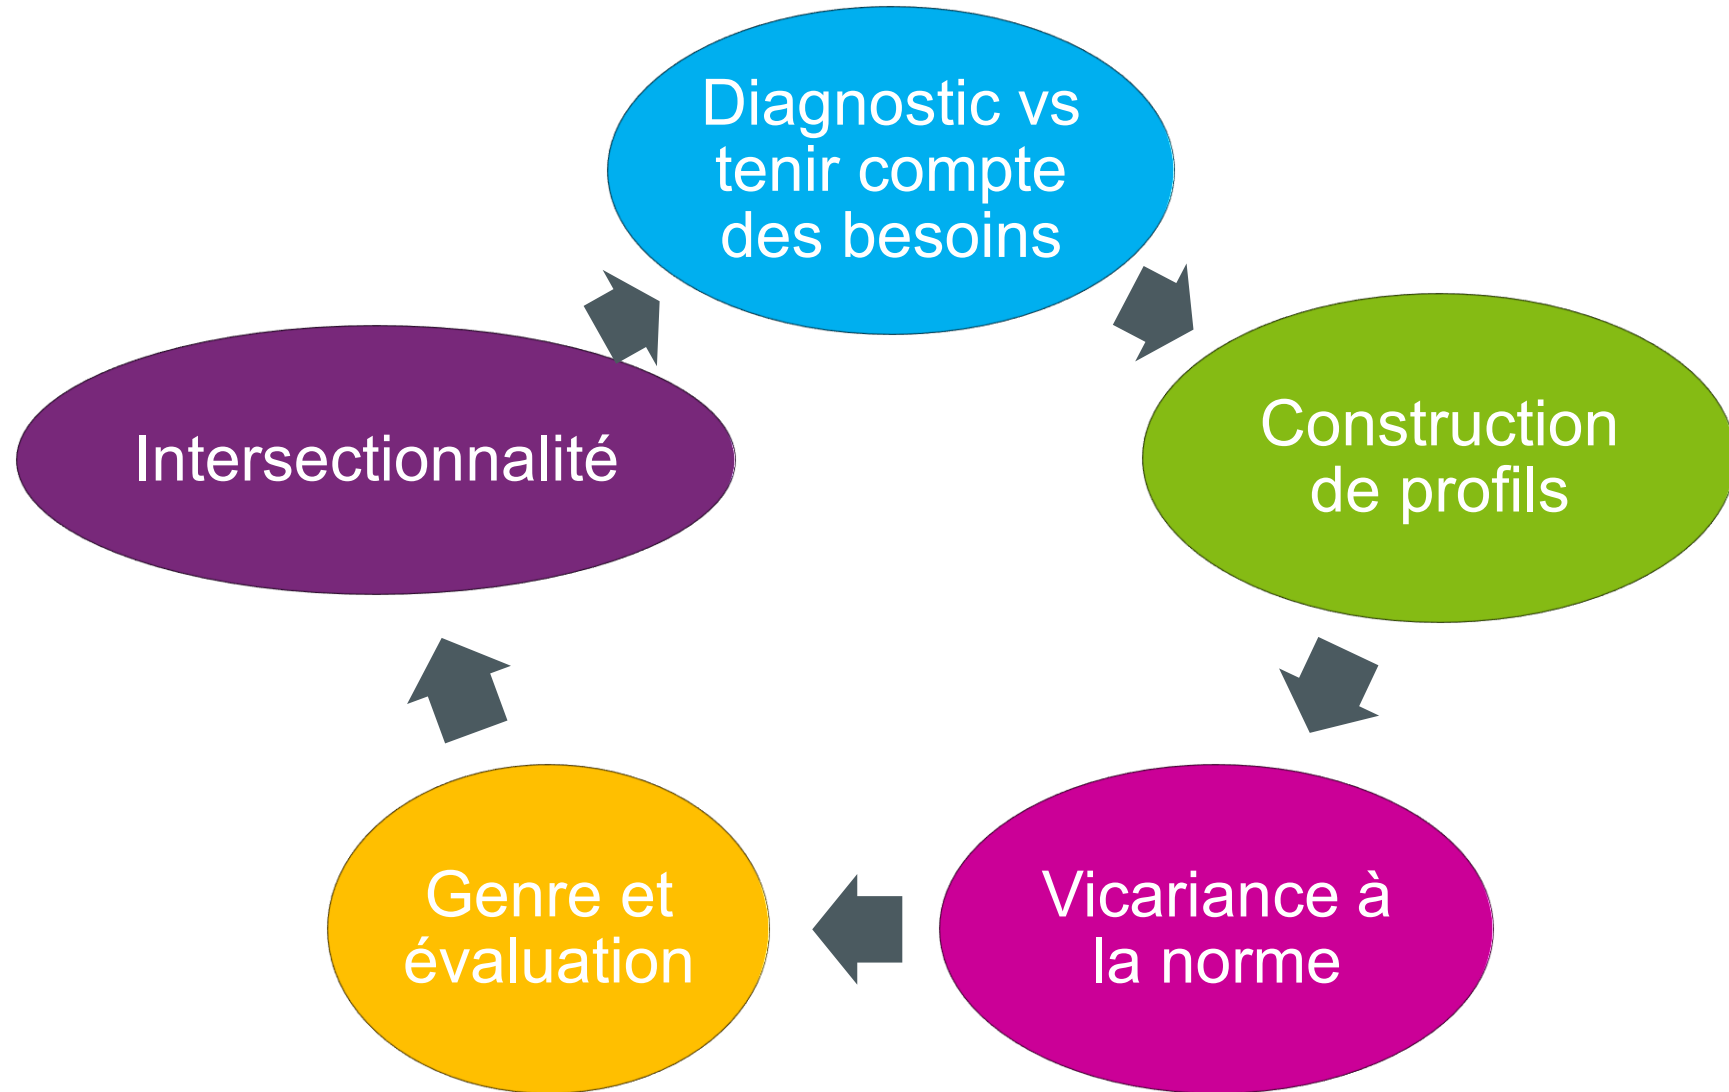 Diagnostic vs
tenir compte
des besoins
Construction
de profils
Vicariance à
la norme
Genre et
évaluation
Intersectionnalité